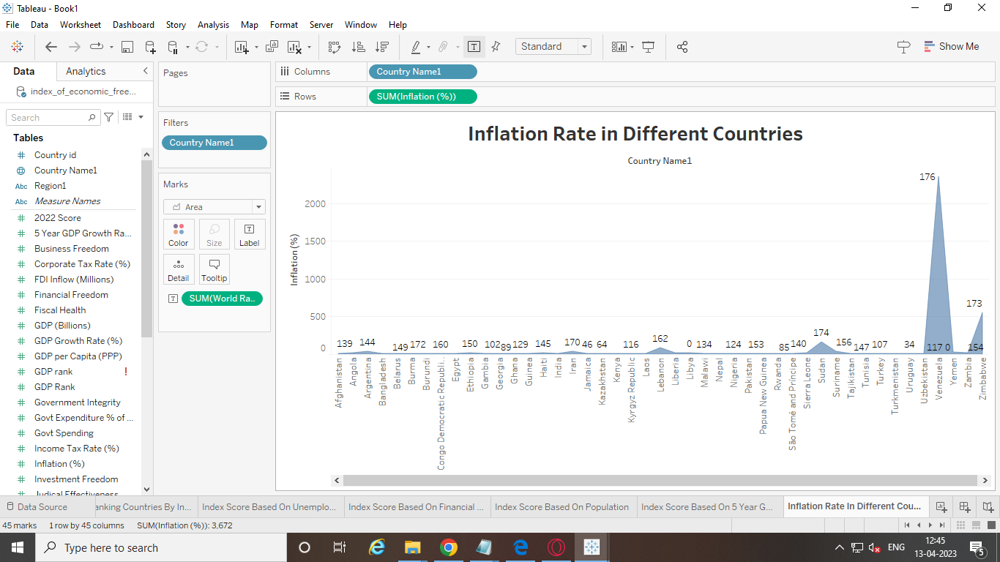 Tableau - Book1
File Data Worksheet Dashboard Story Analysis Map Format Server Window Help
Standard
Show Me
Data Analytics
index_of_economic_free...
Search
Tables
Country id
Country Name1
Abc Region1
Abc Measure Names
2022 Score
5 Year GDP Growth Ra...
Business Freedom
Corporate Tax Rate (%)
FDI Inflow (Millions)
Financial Freedom
Fiscal Health
GDP (Billions)
GDP Growth Rate (%)
GDP per Capita (PPP)
GDP rank !
GDP Rank
Government Integrity
Govt Expenditure % of ...
Govt Spending
Income Tax Rate (%)
Inflation (%)
Investment Freedom
Judical Effectiveness
Pages
Filters
Country Name1
Marks
Area
Color Size Label
Detail Tooltip
SUM(World Ra..
Columns Country Name1
Rows SUM(Inflation (%))
Inflation Rate in Different Countries
Country Name1
Inflation (%)
2000
1500
1000
500
0
139 144 149 172 160 150 102 89 129 145 170 46 64 116 162 0 134 124 153 85 140 174 156 147 107 34 176 117 0 173 154
Afghanistan
Angola
Argentina
Bangladesh
Belarus
Burma
Burundi
Congo Democratic Republi..
Egypt
Ethiopia
Gambia
Georgia
Ghana
Guinea
Haiti
India
Iran
Jamaica
Kazakhstan
Kenya
Kyrgyz Republic
Laos
Lebanon
Liberia
Libya
Malawi
Nepal
Nigeria
Pakistan
Papua New Guinea
Rwanda
São Tomé and Príncipe
Sierra Leone
Sudan
Suriname
Tajikistan
Tunisia
Turkey
Turkmenistan
Uruguay
Uzbekistan
Venezuela
Yemen
Zambia
Zimbabwe
Data Source anking Countries By In... Index Score Based On Unemplo... Index Score Based On Financial ... Index Score Based On Population Index Score Based On 5 Year G... Inflation Rate In Different Cou...
45 marks 1 row by 45 columns SUM(Inflation (%)): 3,672
Type here to search
ENG
12:45
13-04-2023
5